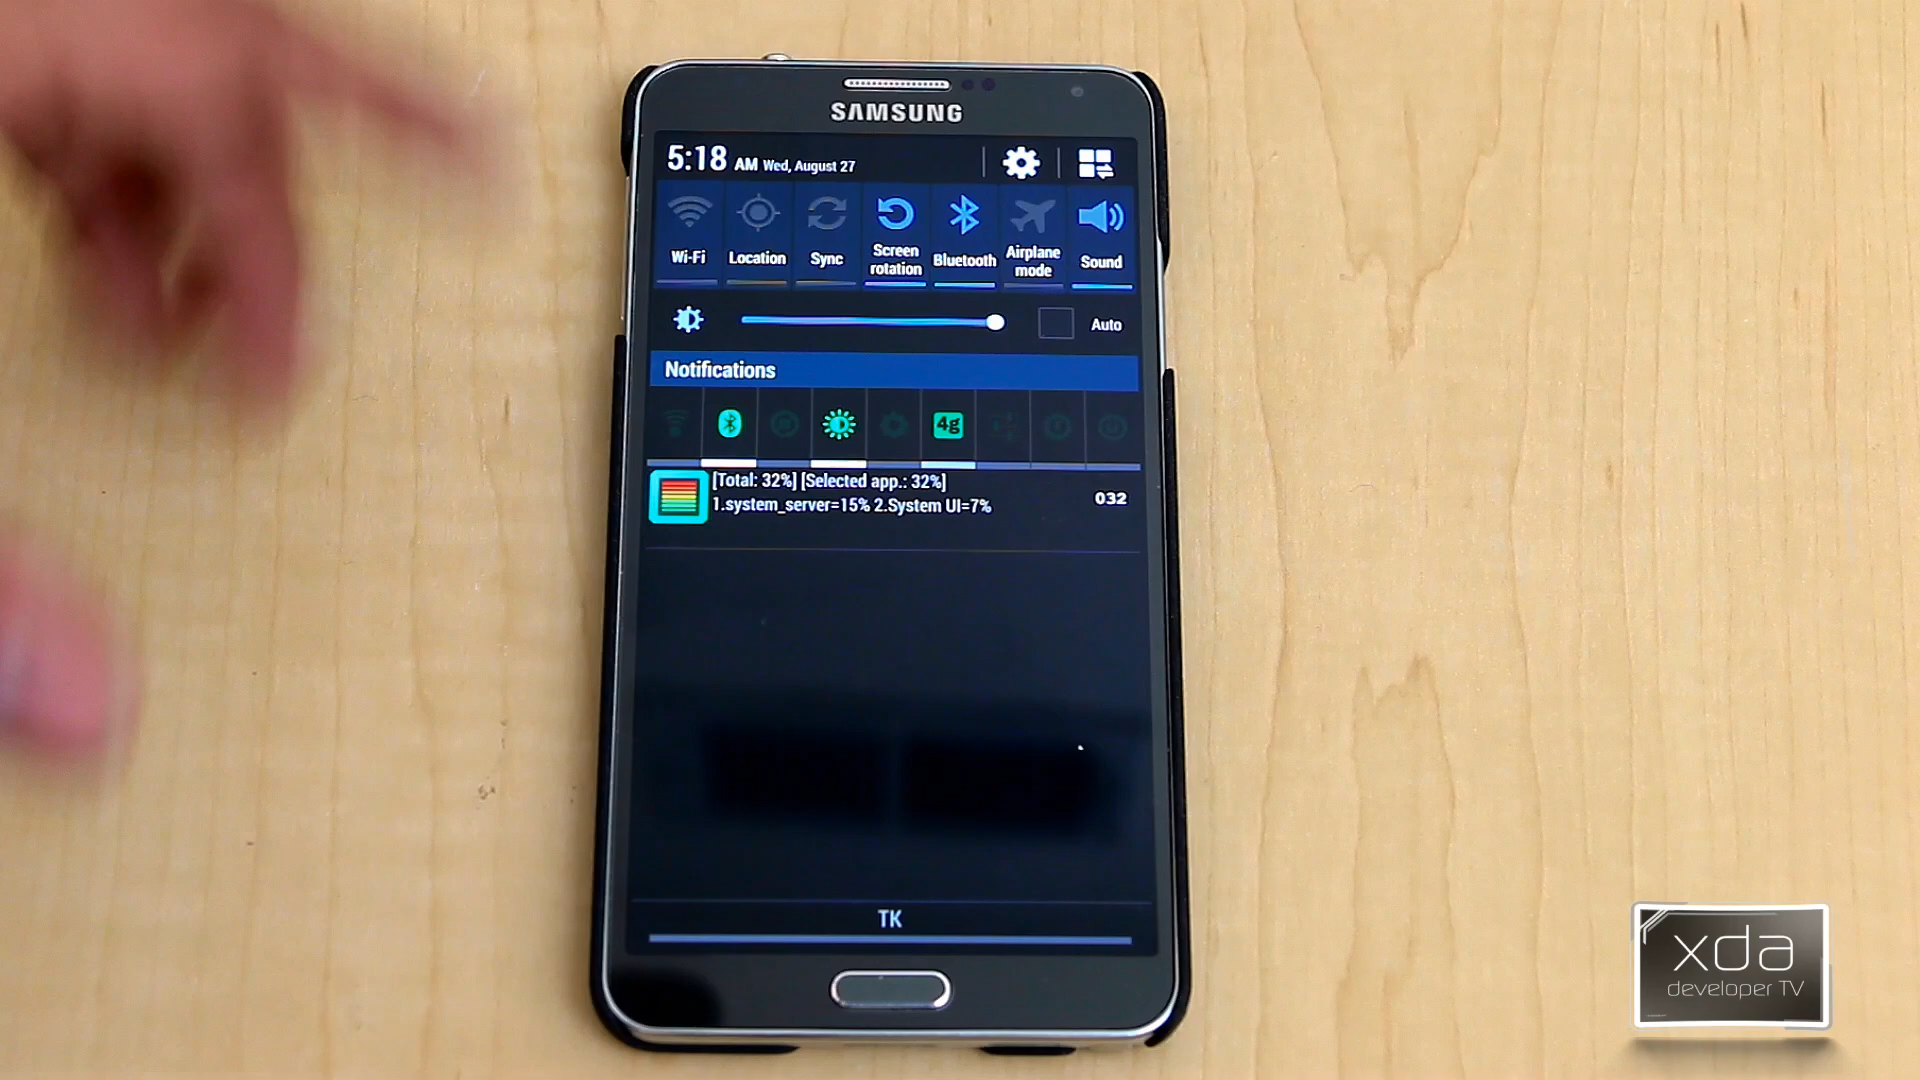 SAMSUNG
5:18 AM Wed, August 27
Wi-Fi
Location
Sync
Screen
rotation
Bluetooth
Airplane
mode
Sound
Auto
Notifications
4g
[Total: 32%] [Selected app.: 32%]
1.system_server=15% 2.System UI=7%
032
TK
xda
developer TV